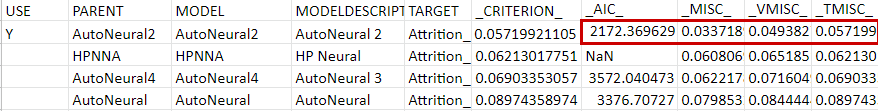 USE PARENT MODEL MODELDESCRIPT TARGET _CRITERION_ _AIC_ _MISC_ _VMISC_ _TMISC_
Y AutoNeural2 AutoNeural2 AutoNeural 2 Attrition_ 0.05719921105 2172.369629 0.033718 0.049382 0.057199
HPNNA HPNNA HP Neural Attrition_ 0.06213017751 NaN 0.060806 0.065185 0.062130
AutoNeural4 AutoNeural4 AutoNeural 3 Attrition_ 0.06903353057 3572.040473 0.062217 0.071604 0.069033
AutoNeural AutoNeural AutoNeural Attrition_ 0.08974358974 3376.70727 0.079853 0.084444 0.089743